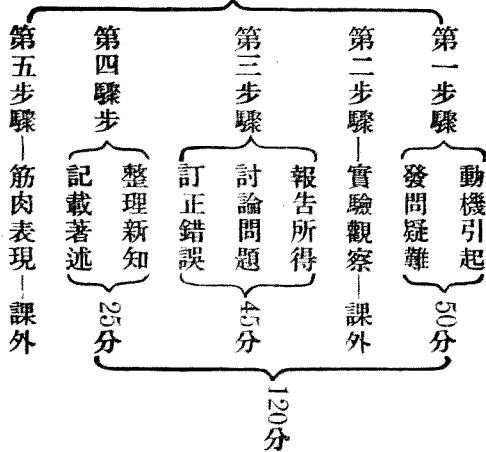 第一步驟
動機引起
發問疑難
50分
第二步驟—實驗觀察—課外
第三步驟
報告所得
討論問題
訂正錯誤
45分
第四驟步
整理新知
記載著述
25分
第五步驟—筋肉表現—課外
120分